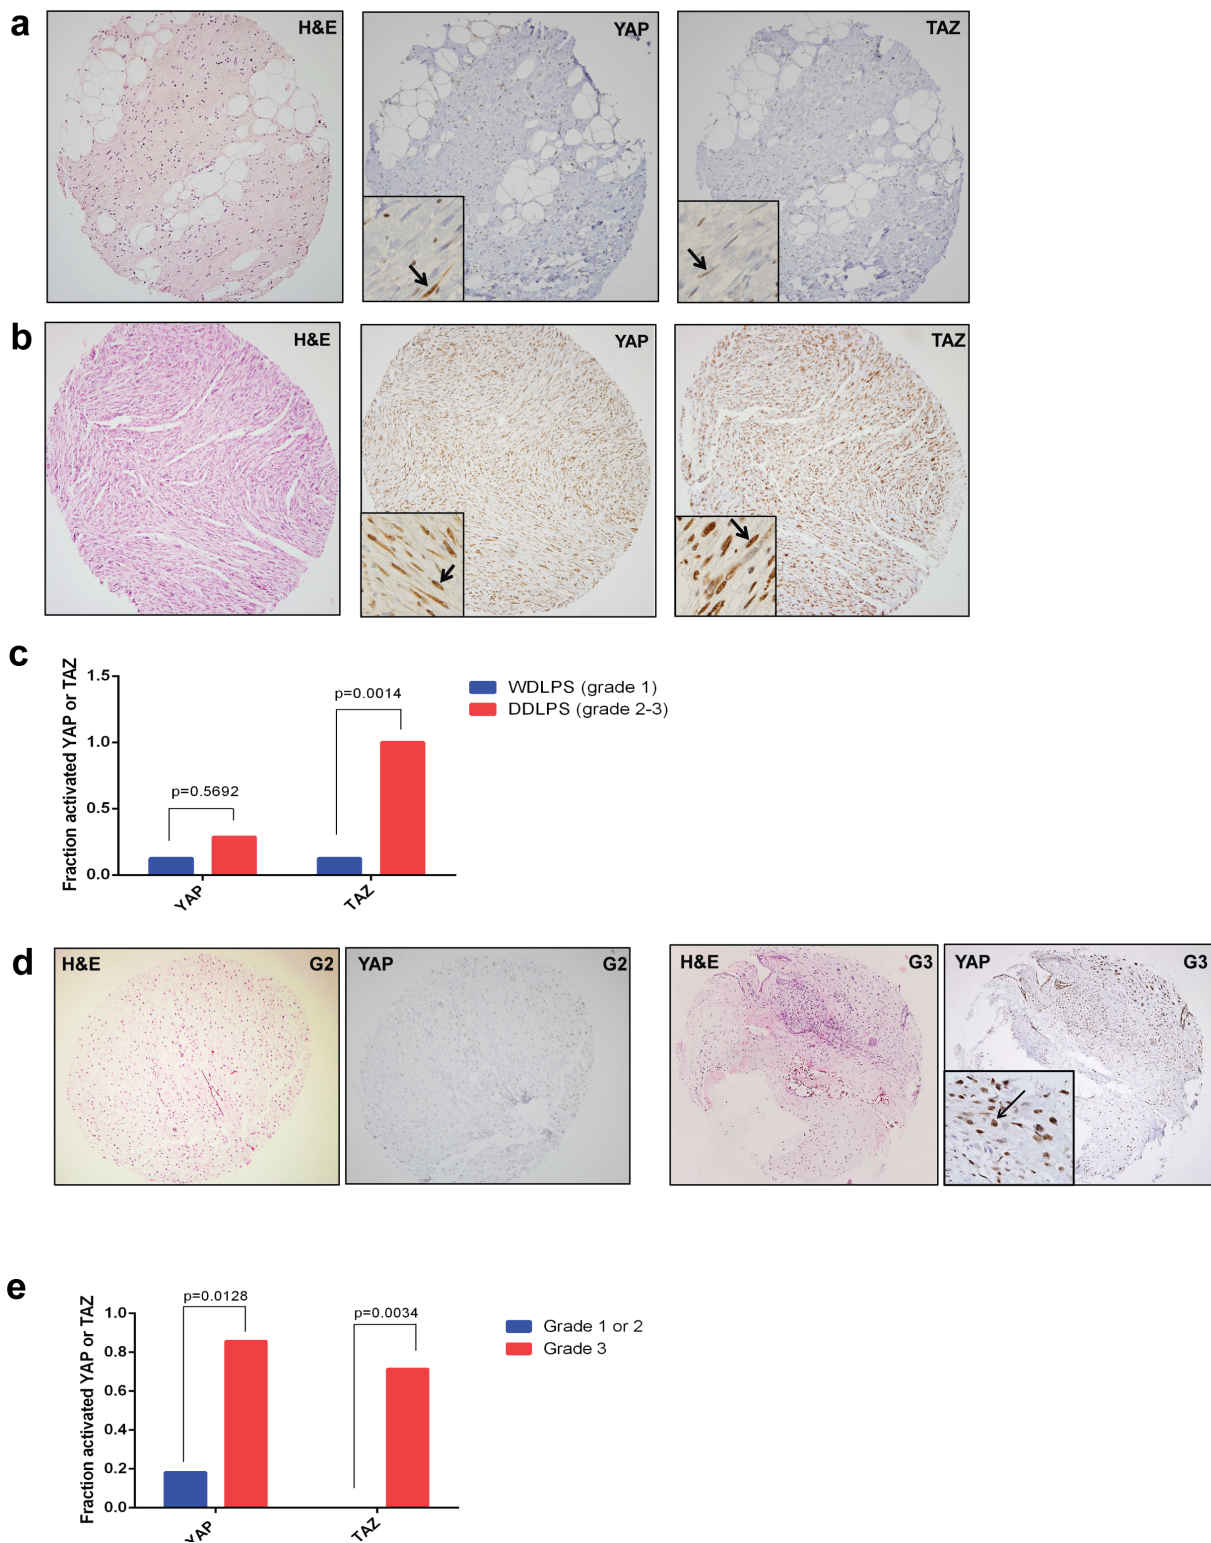 a
H&E
YAP
TAZ
b
H&E
YAP
TAZ
c
Fraction activated YAP or TAZ
1.5
1.0
0.5
0.0
p=0.5692
p=0.0014
YAP
TAZ
WDLPS (grade 1)
DDLPS (grade 2-3)
d
H&E
G2
YAP
G2
H&E
G3
YAP
G3
e
Fraction activated YAP or TAZ
1.0
0.8
0.6
0.4
0.2
0.0
p=0.0128
p=0.0034
YAP
TAZ
Grade 1 or 2
Grade 3